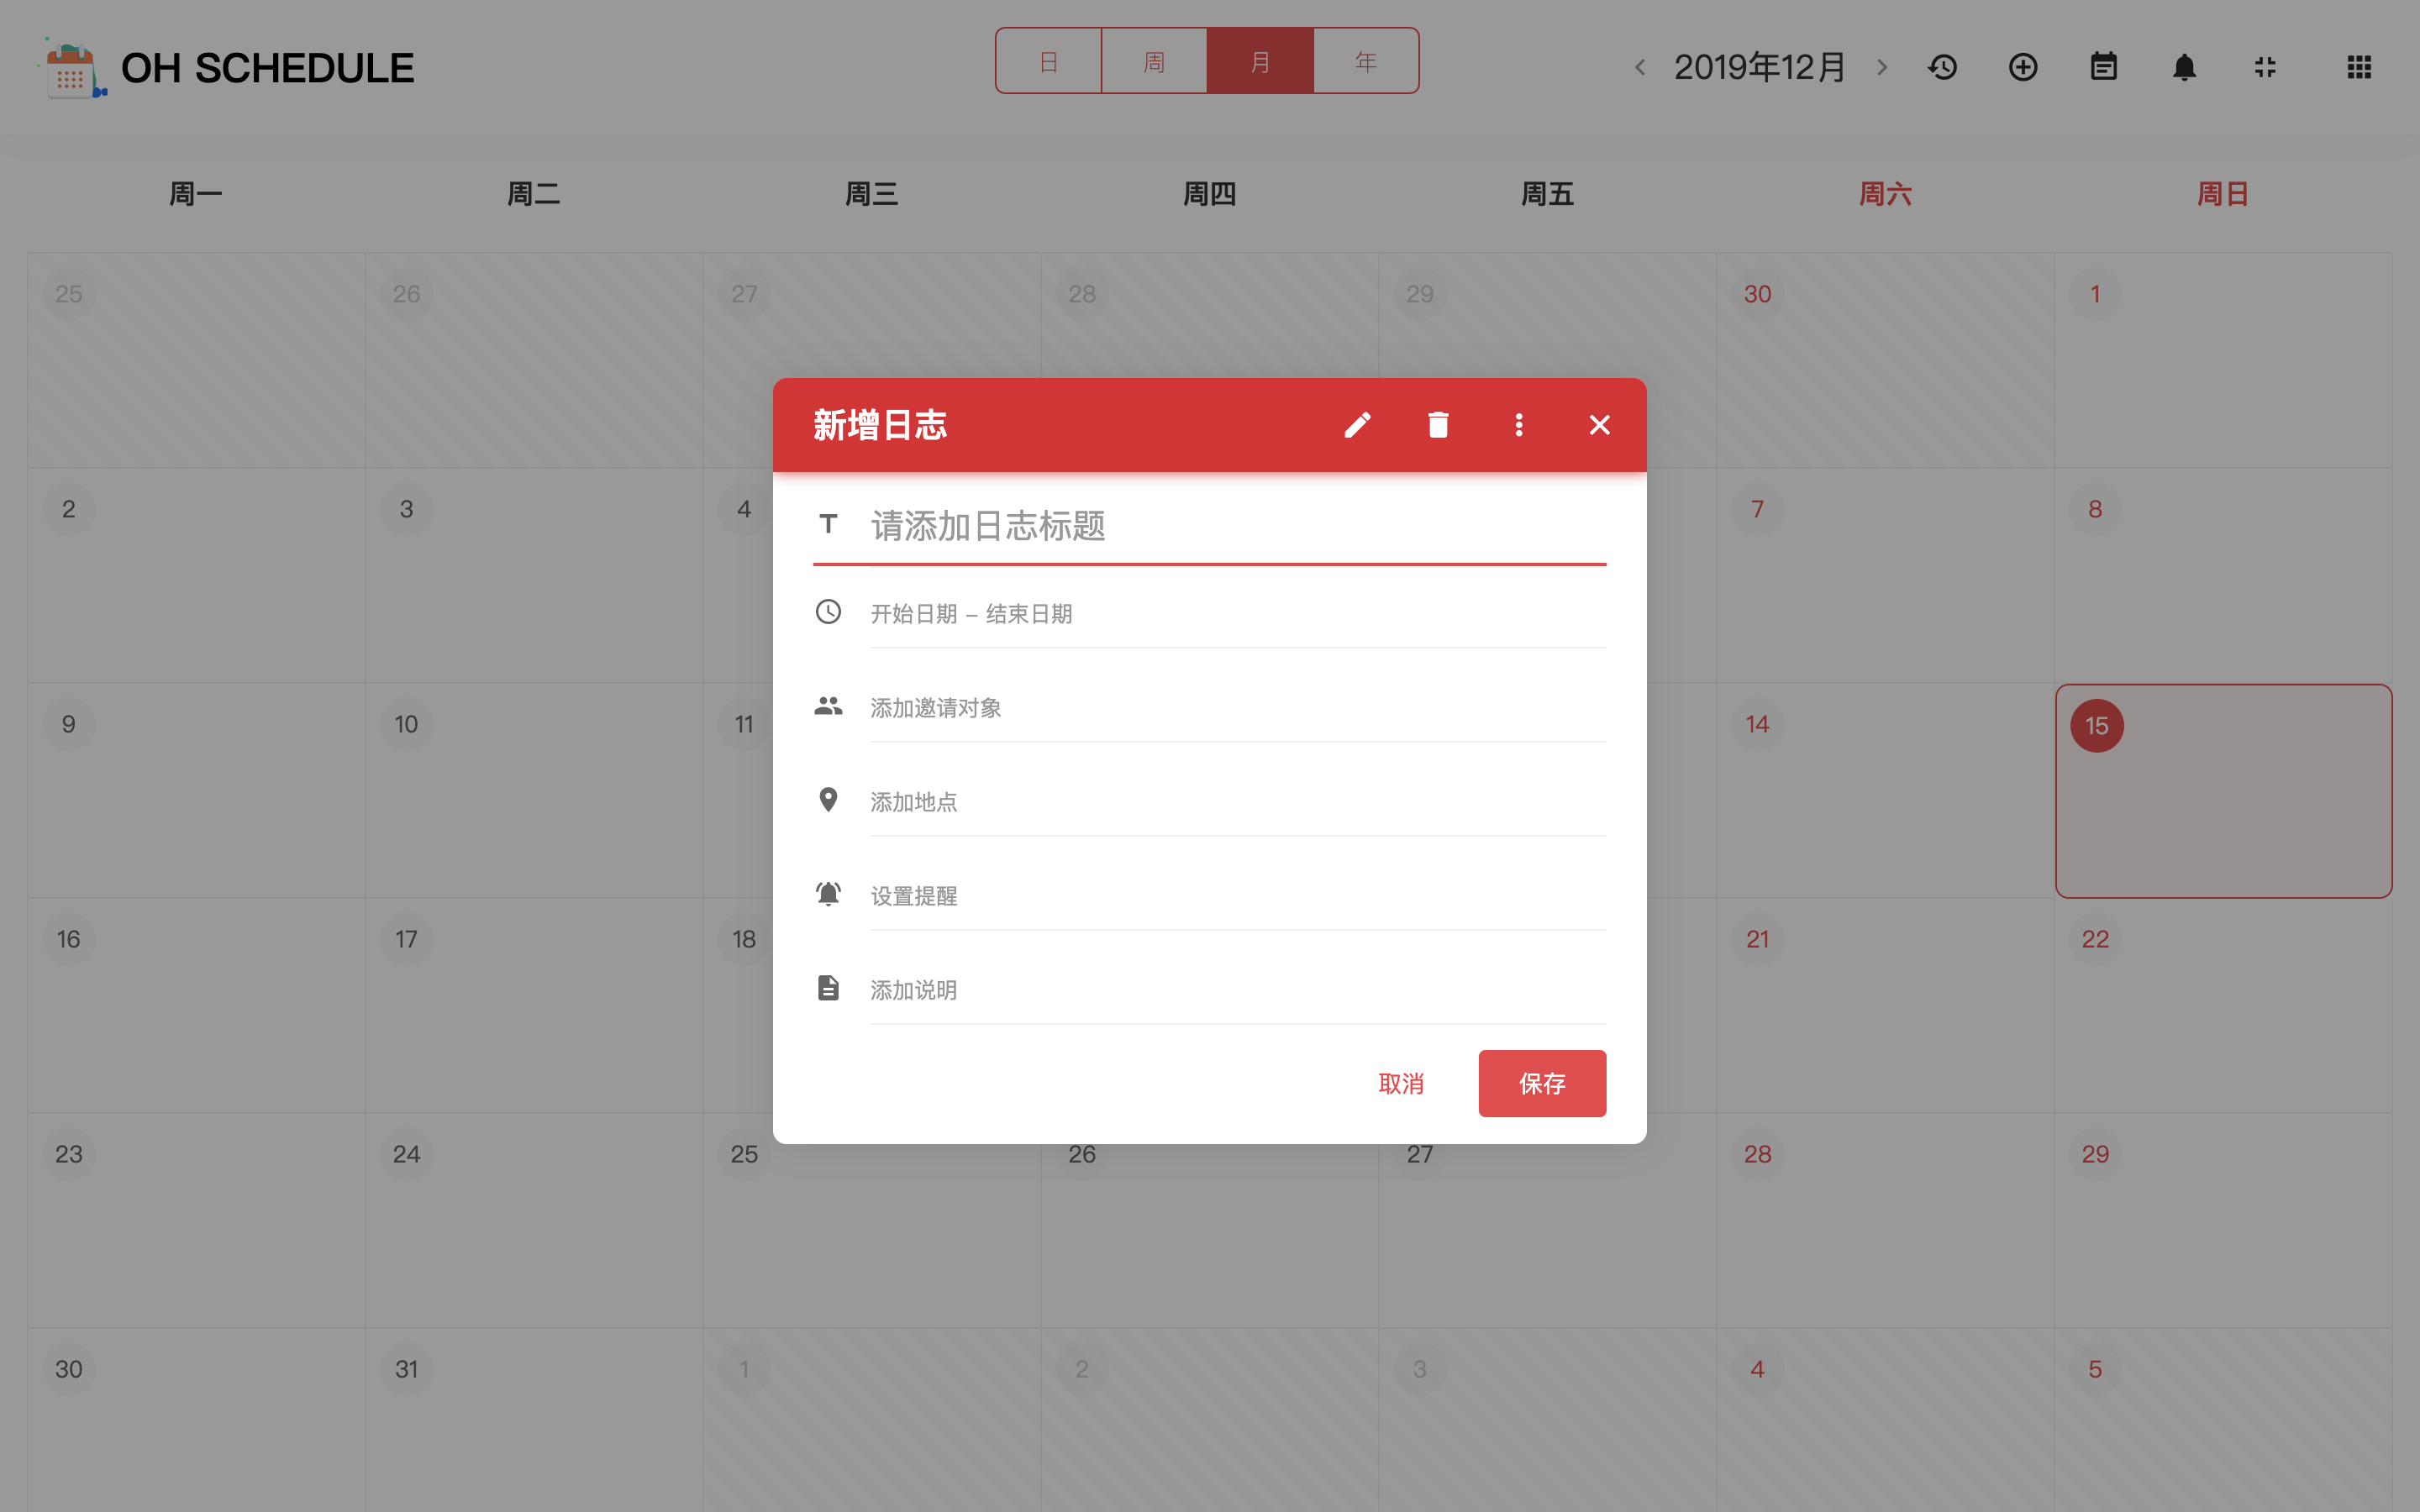 OH SCHEDULE
日 周 月 年
2019年12月
周一 周二 周三 周四 周五 周六 周日
25 26 27 28 29 30 1
2 3 4 7 8
9 10 11 14 15
16 17 18 21 22
23 24 25 26 27 28 29
30 31 1 2 3 4 5
新增日志
T 请添加日志标题
开始日期 – 结束日期
添加邀请对象
添加地点
设置提醒
添加说明
取消 保存